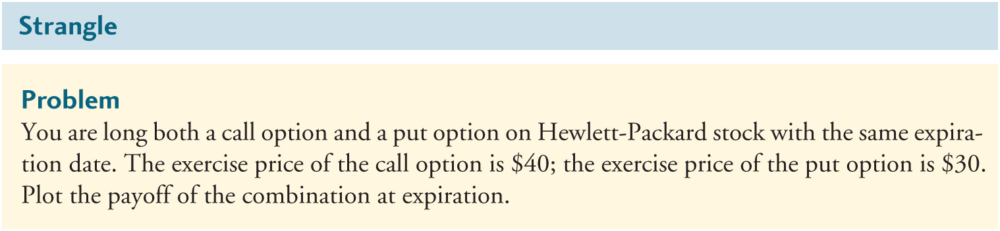 Strangle
Problem
You are long both a call option and a put option on Hewlett-Packard stock with the same expira-
tion date. The exercise price of the call option is $40; the exercise price of the put option is $30.
Plot the payoff of the combination at expiration.